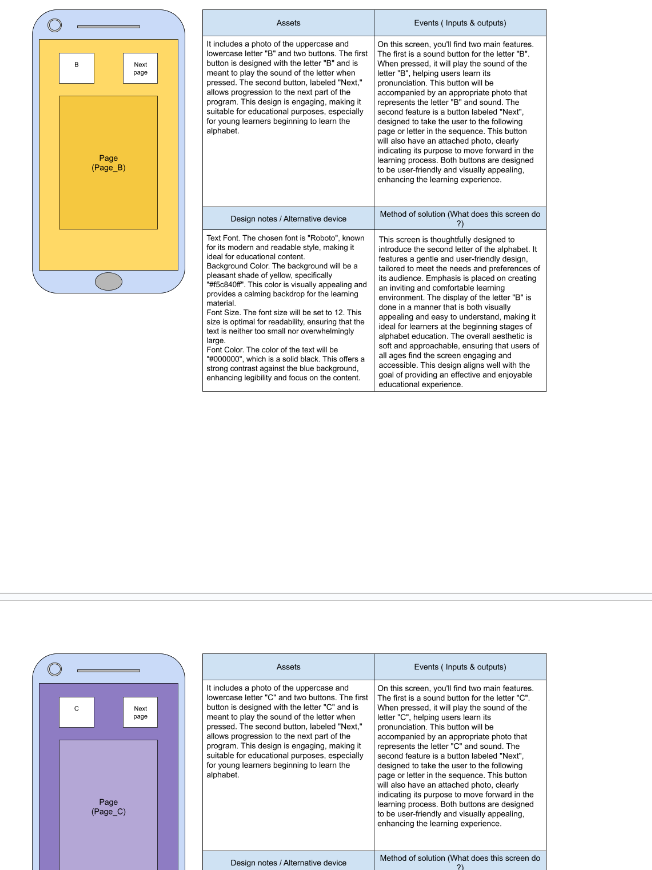 B
Next
page
Page
(Page_B)
Assets
Events ( Inputs & outputs)
It includes a photo of the uppercase and
lowercase letter "B" and two buttons. The first
button is designed with the letter "B" and is
meant to play the sound of the letter when
pressed. The second button, labeled "Next,"
allows progression to the next part of the
program. This design is engaging, making it
suitable for educational purposes, especially
for young learners beginning to learn the
alphabet.
On this screen, you'll find two main features.
The first is a sound button for the letter "B".
When pressed, it will play the sound of the
letter "B", helping users learn its
pronunciation. This button will be
accompanied by an appropriate photo that
represents the letter "B" and sound. The
second feature is a button labeled "Next",
designed to take the user to the following
page or letter in the sequence. This button
will also have an attached photo, clearly
indicating its purpose to move forward in the
learning process. Both buttons are designed
to be user-friendly and visually appealing,
enhancing the learning experience.
Design notes / Alternative device
Method of solution (What does this screen do
?)
Text Font. The chosen font is "Roboto", known
for its modern and readable style, making it
ideal for educational content.
Background Color. The background will be a
pleasant shade of yellow, specifically
"#f5c840ff". This color is visually appealing and
provides a calming backdrop for the learning
material.
Font Size. The font size will be set to 12. This
size is optimal for readability, ensuring that the
text is neither too small nor overwhelmingly
large.
Font Color. The color of the text will be
"#000000", which is a solid black. This offers a
strong contrast against the blue background,
enhancing legibility and focus on the content.
This screen is thoughtfully designed to
introduce the second letter of the alphabet. It
features a gentle and user-friendly design,
tailored to meet the needs and preferences of
its audience. Emphasis is placed on creating
an inviting and comfortable learning
environment. The display of the letter "B" is
done in a manner that is both visually
appealing and easy to understand, making it
ideal for learners at the beginning stages of
alphabet education. The overall aesthetic is
soft and approachable, ensuring that users of
all ages find the screen engaging and
accessible. This design aligns well with the
goal of providing an effective and enjoyable
educational experience.
C
Next
page
Page
(Page_C)
Assets
Events ( Inputs & outputs)
It includes a photo of the uppercase and
lowercase letter "C" and two buttons. The first
button is designed with the letter "C" and is
meant to play the sound of the letter when
pressed. The second button, labeled "Next,"
allows progression to the next part of the
program. This design is engaging, making it
suitable for educational purposes, especially
for young learners beginning to learn the
alphabet.
On this screen, you'll find two main features.
The first is a sound button for the letter "C".
When pressed, it will play the sound of the
letter "C", helping users learn its
pronunciation. This button will be
accompanied by an appropriate photo that
represents the letter "C" and sound. The
second feature is a button labeled "Next",
designed to take the user to the following
page or letter in the sequence. This button
will also have an attached photo, clearly
indicating its purpose to move forward in the
learning process. Both buttons are designed
to be user-friendly and visually appealing,
enhancing the learning experience.
Design notes / Alternative device
Method of solution (What does this screen do
?)